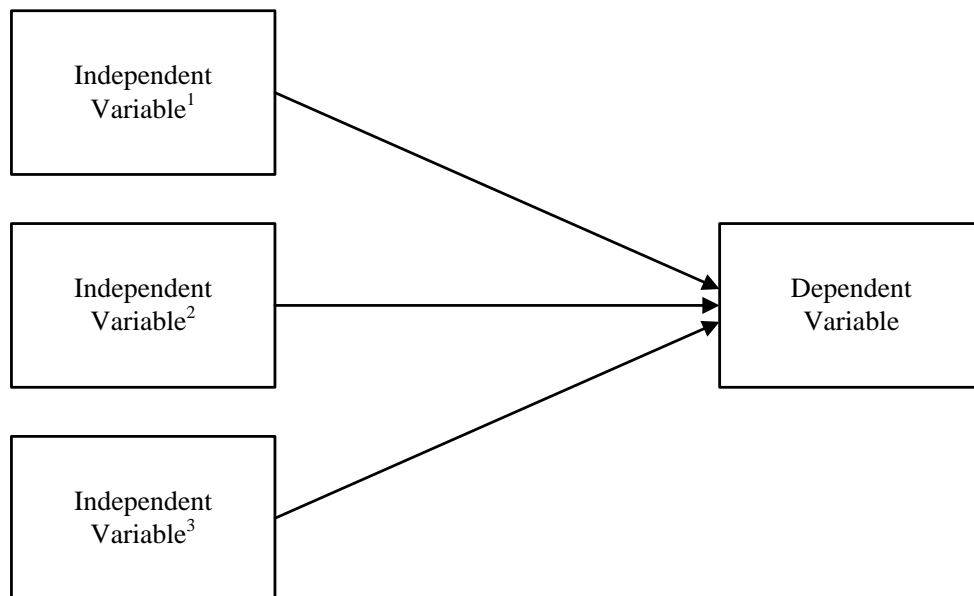 Independent
Variable¹
Independent
Variable²
Dependent
Variable
Independent
Variable³